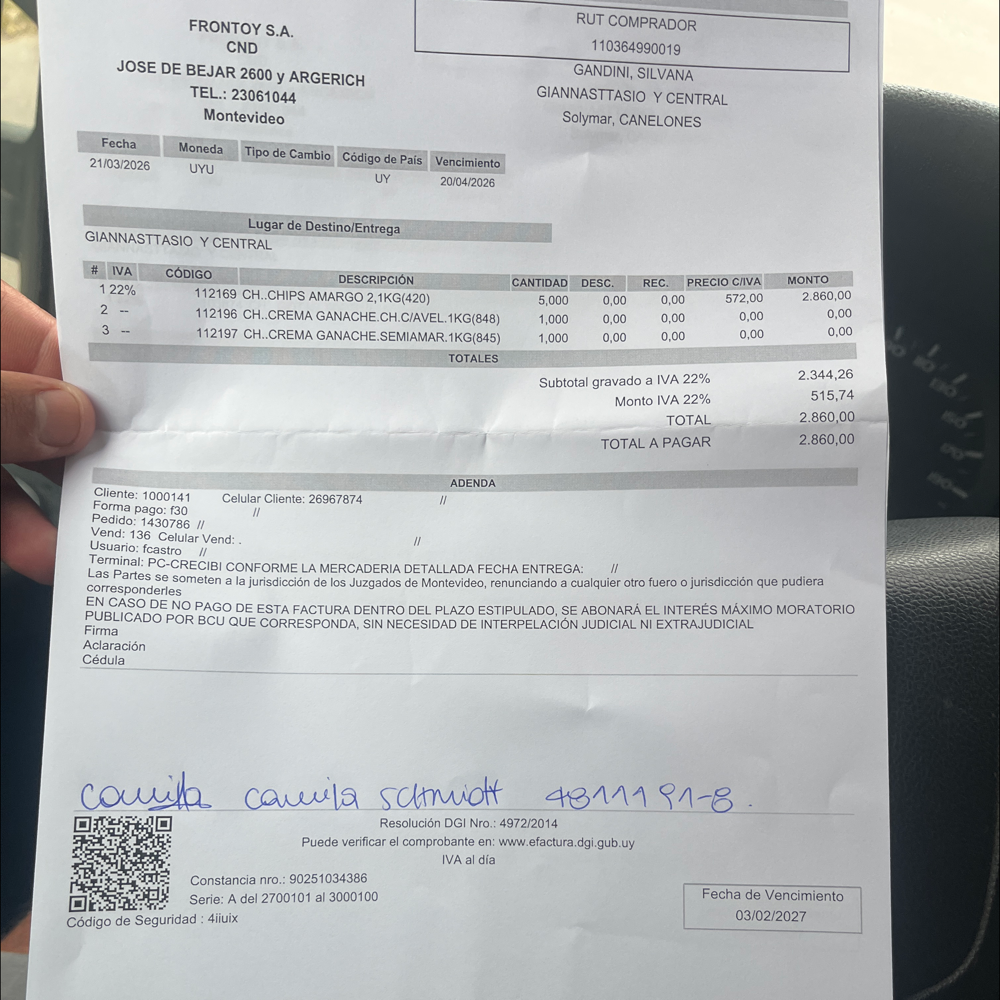 FRONTOY S.A.
CND
JOSE DE BEJAR 2600 y ARGERICH
TEL.: 23061044
Montevideo
RUT COMPRADOR
110364990019
GANDINI, SILVANA
GIANNASTTASIO Y CENTRAL
Solymar, CANELONES
Fecha Moneda Tipo de Cambio Código de País Vencimiento
21/03/2026 UYU UY 20/04/2026
Lugar de Destino/Entrega
GIANNASTTASIO Y CENTRAL
# IVA CÓDIGO DESCRIPCIÓN CANTIDAD DESC. REC. PRECIO C/IVA MONTO
1 22% 112169 CH..CHIPS AMARGO 2,1KG(420) 5,000 0,00 0,00 572,00 2.860,00
2 -- 112196 CH..CREMA GANACHE.CH.C/AVEL.1KG(848) 1,000 0,00 0,00 0,00 0,00
3 -- 112197 CH..CREMA GANACHE.SEMIAMAR.1KG(845) 1,000 0,00 0,00 0,00 0,00
TOTALES
Subtotal gravado a IVA 22% 2.344,26
Monto IVA 22% 515,74
TOTAL 2.860,00
TOTAL A PAGAR 2.860,00
ADENDA
Cliente: 1000141 Celular Cliente: 26967874 //
Forma pago: f30 //
Pedido: 1430786 //
Vend: 136 Celular Vend: . //
Usuario: fcastro //
Terminal: PC-CRECIBI CONFORME LA MERCADERIA DETALLADA FECHA ENTREGA: //
Las Partes se someten a la jurisdicción de los Juzgados de Montevideo, renunciando a cualquier otro fuero o jurisdicción que pudiera
corresponderles
EN CASO DE NO PAGO DE ESTA FACTURA DENTRO DEL PLAZO ESTIPULADO, SE ABONARÁ EL INTERÉS MÁXIMO MORATORIO
PUBLICADO POR BCU QUE CORRESPONDA, SIN NECESIDAD DE INTERPELACIÓN JUDICIAL NI EXTRAJUDICIAL
Firma
Aclaración
Cédula
Camila Camila Schmidt 4811191-8.
Resolución DGI Nro.: 4972/2014
Puede verificar el comprobante en: www.efactura.dgi.gub.uy
IVA al día
Constancia nro.: 90251034386
Serie: A del 2700101 al 3000100
Código de Seguridad : 4iiuix
Fecha de Vencimiento
03/02/2027